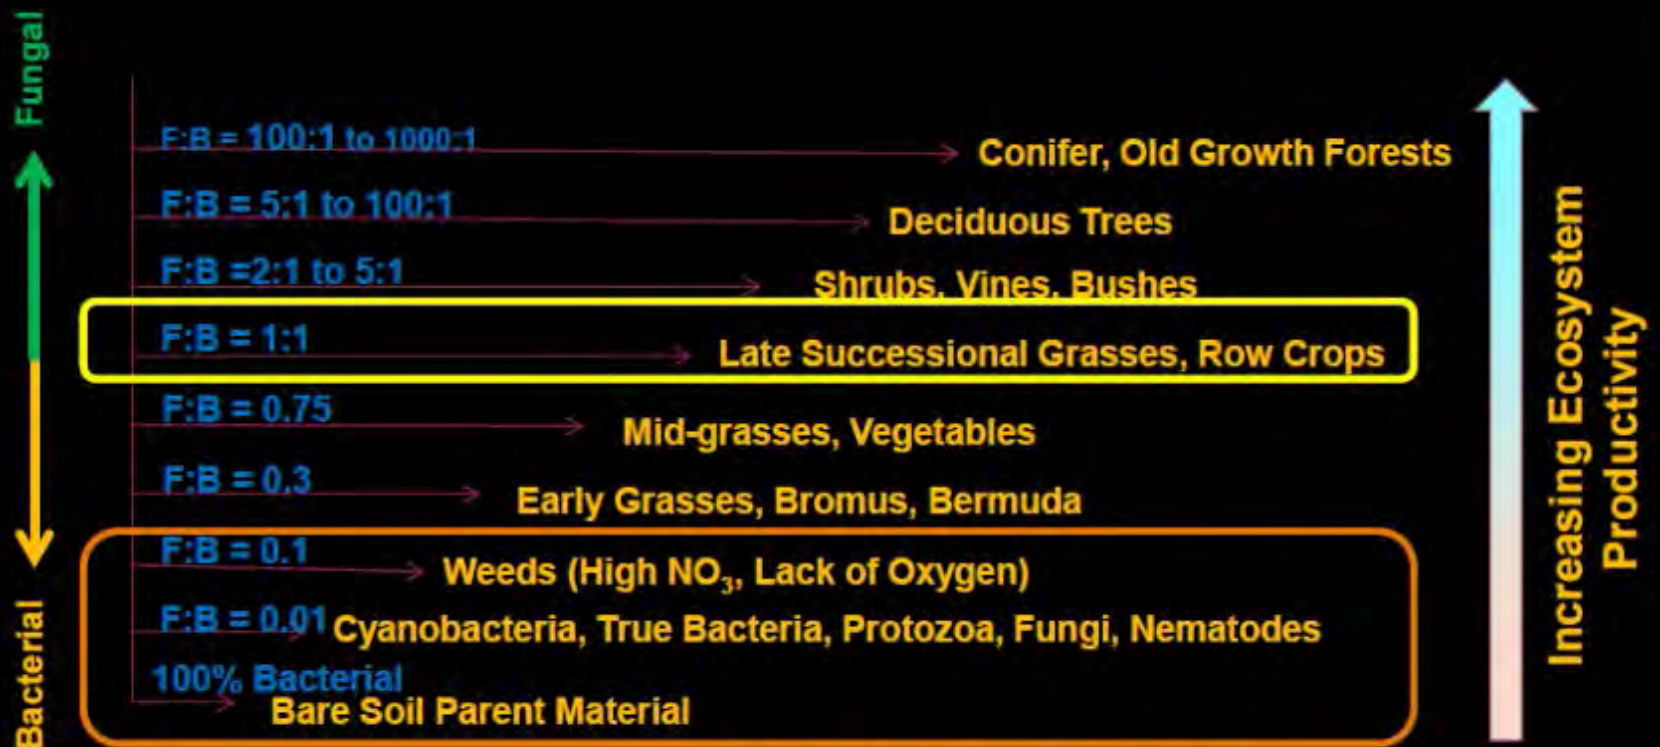 Fungal
F:B = 100:1 to 1000:1
Conifer, Old Growth Forests
F:B = 5:1 to 100:1
Deciduous Trees
F:B =2:1 to 5:1
Shrubs, Vines, Bushes
F:B = 1:1
Late Successional Grasses, Row Crops
F:B = 0.75
Mid-grasses, Vegetables
F:B = 0.3
Early Grasses, Bromus, Bermuda
F:B = 0.1
Weeds (High NO₃, Lack of Oxygen)
F:B = 0.01
Cyanobacteria, True Bacteria, Protozoa, Fungi, Nematodes
100% Bacterial
Bare Soil Parent Material
Bacterial
Increasing Ecosystem
Productivity